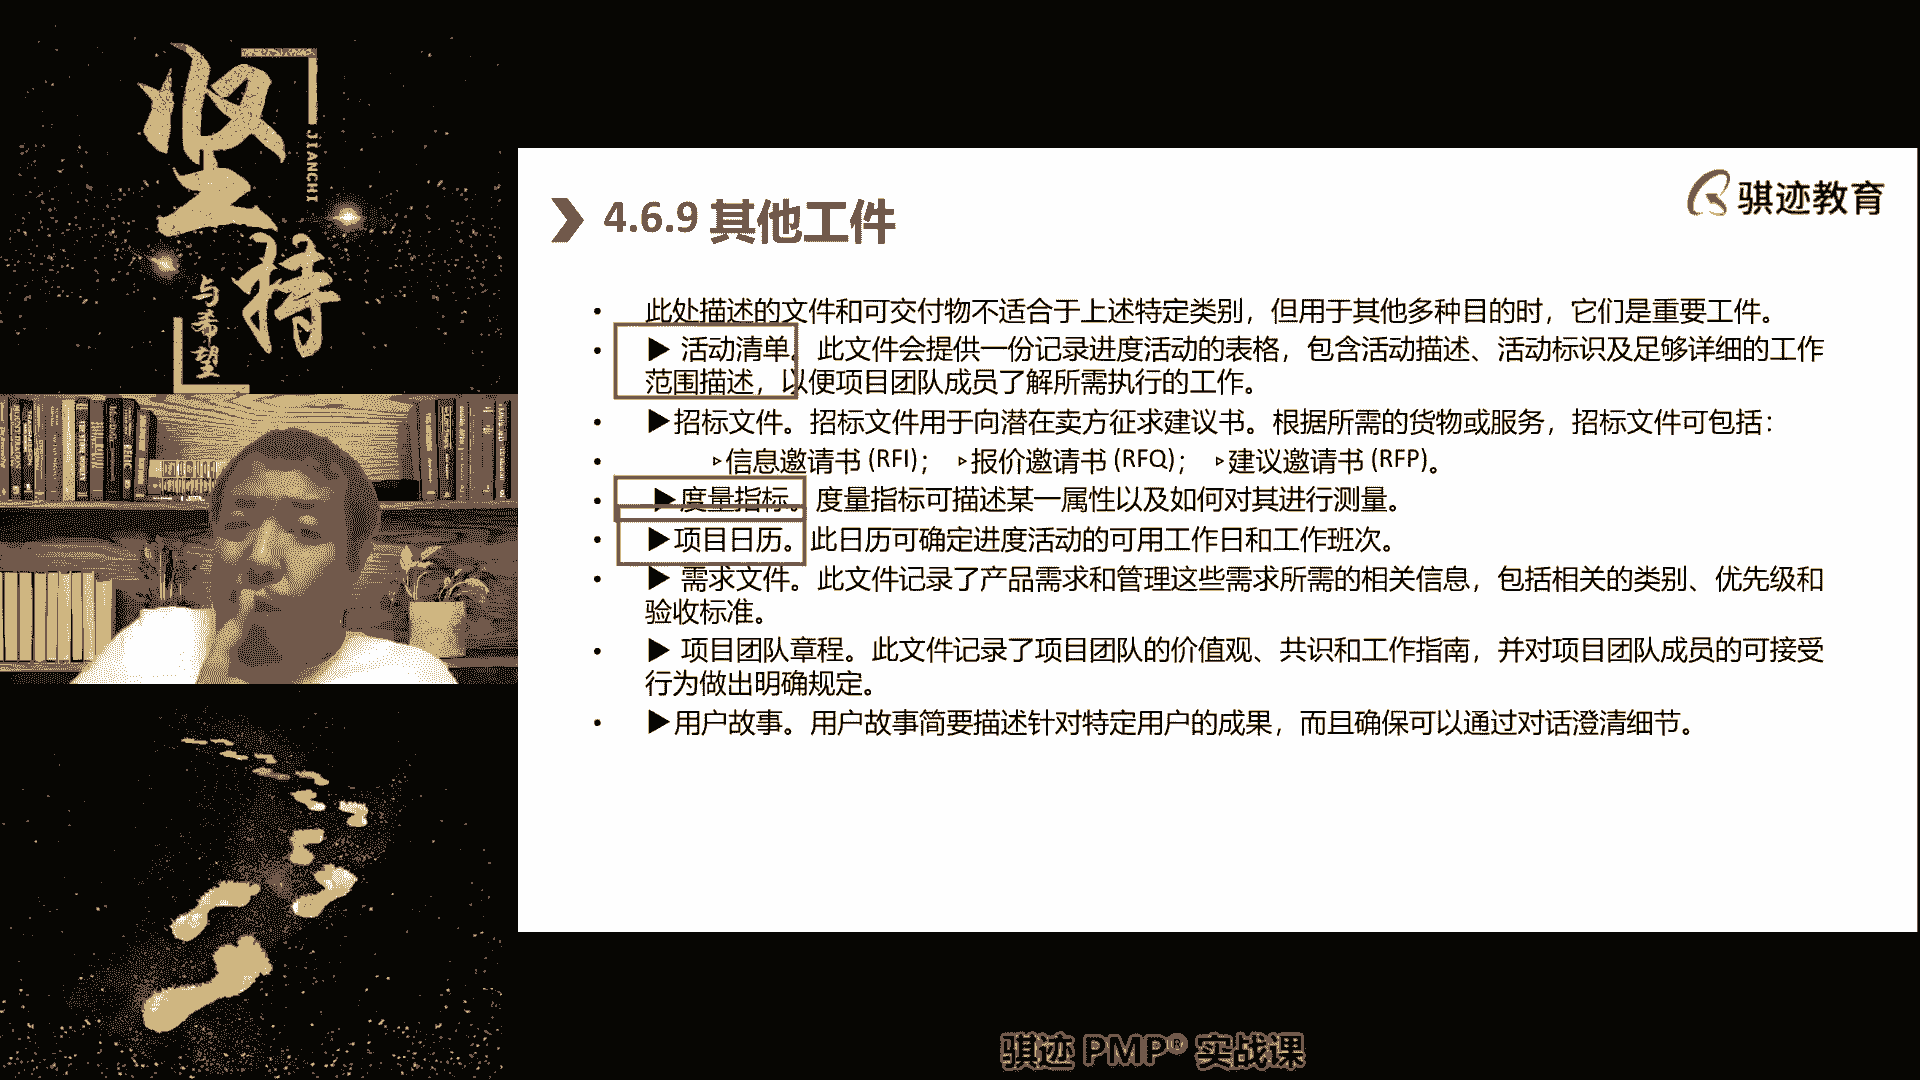 坚持
JIANCHI
与希望
骐迹教育
4.6.9 其他工件
• 此处描述的文件和可交付物不适合于上述特定类别，但用于其他多种目的时，它们是重要工件。
• ▶ 活动清单。此文件会提供一份记录进度活动的表格，包含活动描述、活动标识及足够详细的工作
范围描述，以便项目团队成员了解所需执行的工作。
• ▶招标文件。招标文件用于向潜在卖方征求建议书。根据所需的货物或服务，招标文件可包括：
• ▹信息邀请书 (RFI)； ▹报价邀请书 (RFQ)； ▹建议邀请书 (RFP)。
• ▶度量指标。度量指标可描述某一属性以及如何对其进行测量。
• ▶项目日历。此日历可确定进度活动的可用工作日和工作班次。
• ▶ 需求文件。此文件记录了产品需求和管理这些需求所需的相关信息，包括相关的类别、优先级和
验收标准。
• ▶ 项目团队章程。此文件记录了项目团队的价值观、共识和工作指南，并对项目团队成员的可接受
行为做出明确规定。
• ▶用户故事。用户故事简要描述针对特定用户的成果，而且确保可以通过对话澄清细节。
骐迹 PMP® 实战课